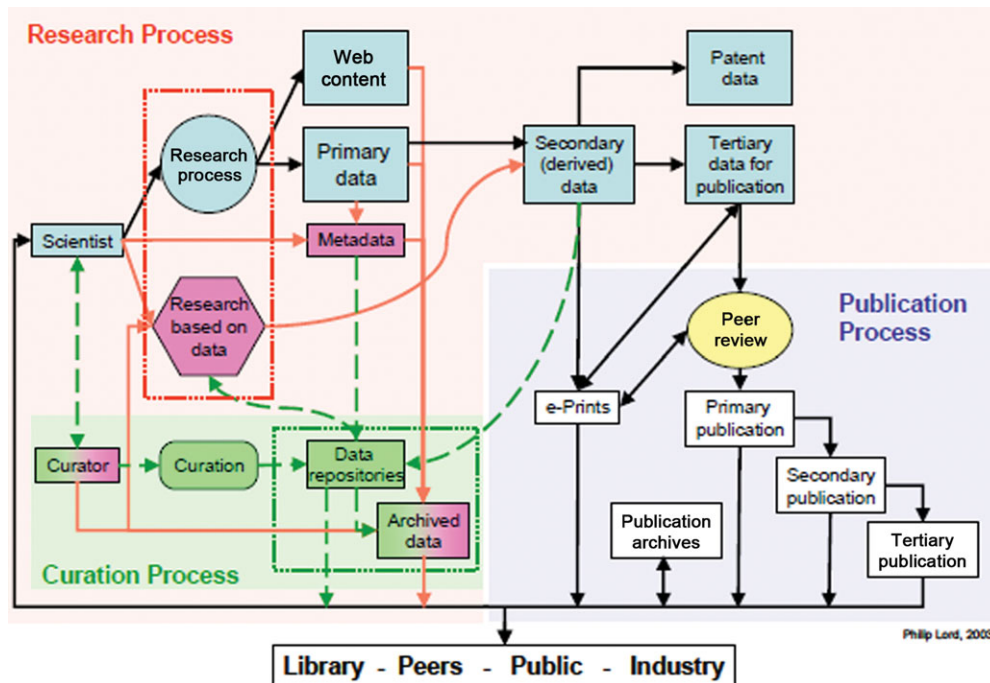 Research Process
Web
content
Patent
data
Research
process
Primary
data
Secondary
(derived)
data
Tertiary
data for
publication
Scientist
Metadata
Research
based on
data
Publication
Process
Peer
review
e-Prints
Primary
publication
Curator
Curation
Data
repositories
Secondary
publication
Archived
data
Publication
archives
Tertiary
publication
Curation Process
Philip Lord, 2003
Library - Peers - Public - Industry